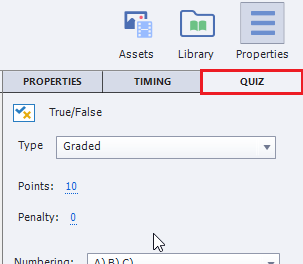 Assets Library Properties
PROPERTIES TIMING QUIZ
True/False
Type Graded
Points: 10
Penalty: 0
Numbering: A) B) C)